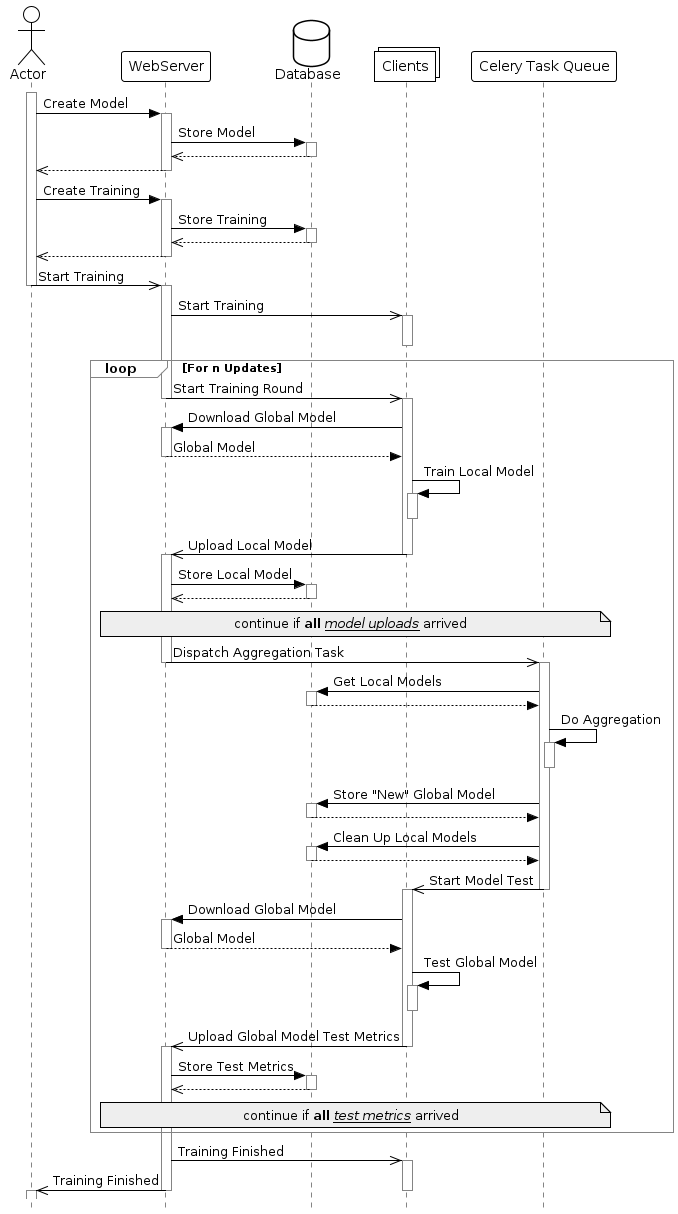 Actor
WebServer
Database
Clients
Celery Task Queue
Create Model
Store Model
Create Training
Store Training
Start Training
Start Training
loop
[For n Updates]
Start Training Round
Download Global Model
Global Model
Train Local Model
Upload Local Model
Store Local Model
continue if all model uploads arrived
Dispatch Aggregation Task
Get Local Models
Do Aggregation
Store "New" Global Model
Clean Up Local Models
Start Model Test
Download Global Model
Global Model
Test Global Model
Upload Global Model Test Metrics
Store Test Metrics
continue if all test metrics arrived
Training Finished
Training Finished